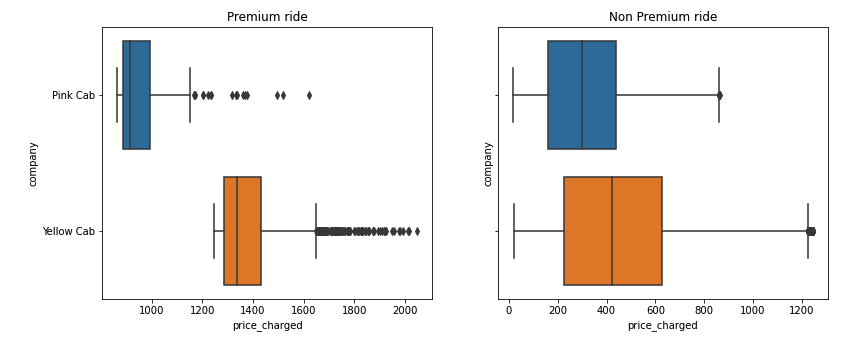 Premium ride
Pink Cab
Yellow Cab
company
1000 1200 1400 1600 1800 2000
price_charged
Non Premium ride
company
0 200 400 600 800 1000 1200
price_charged